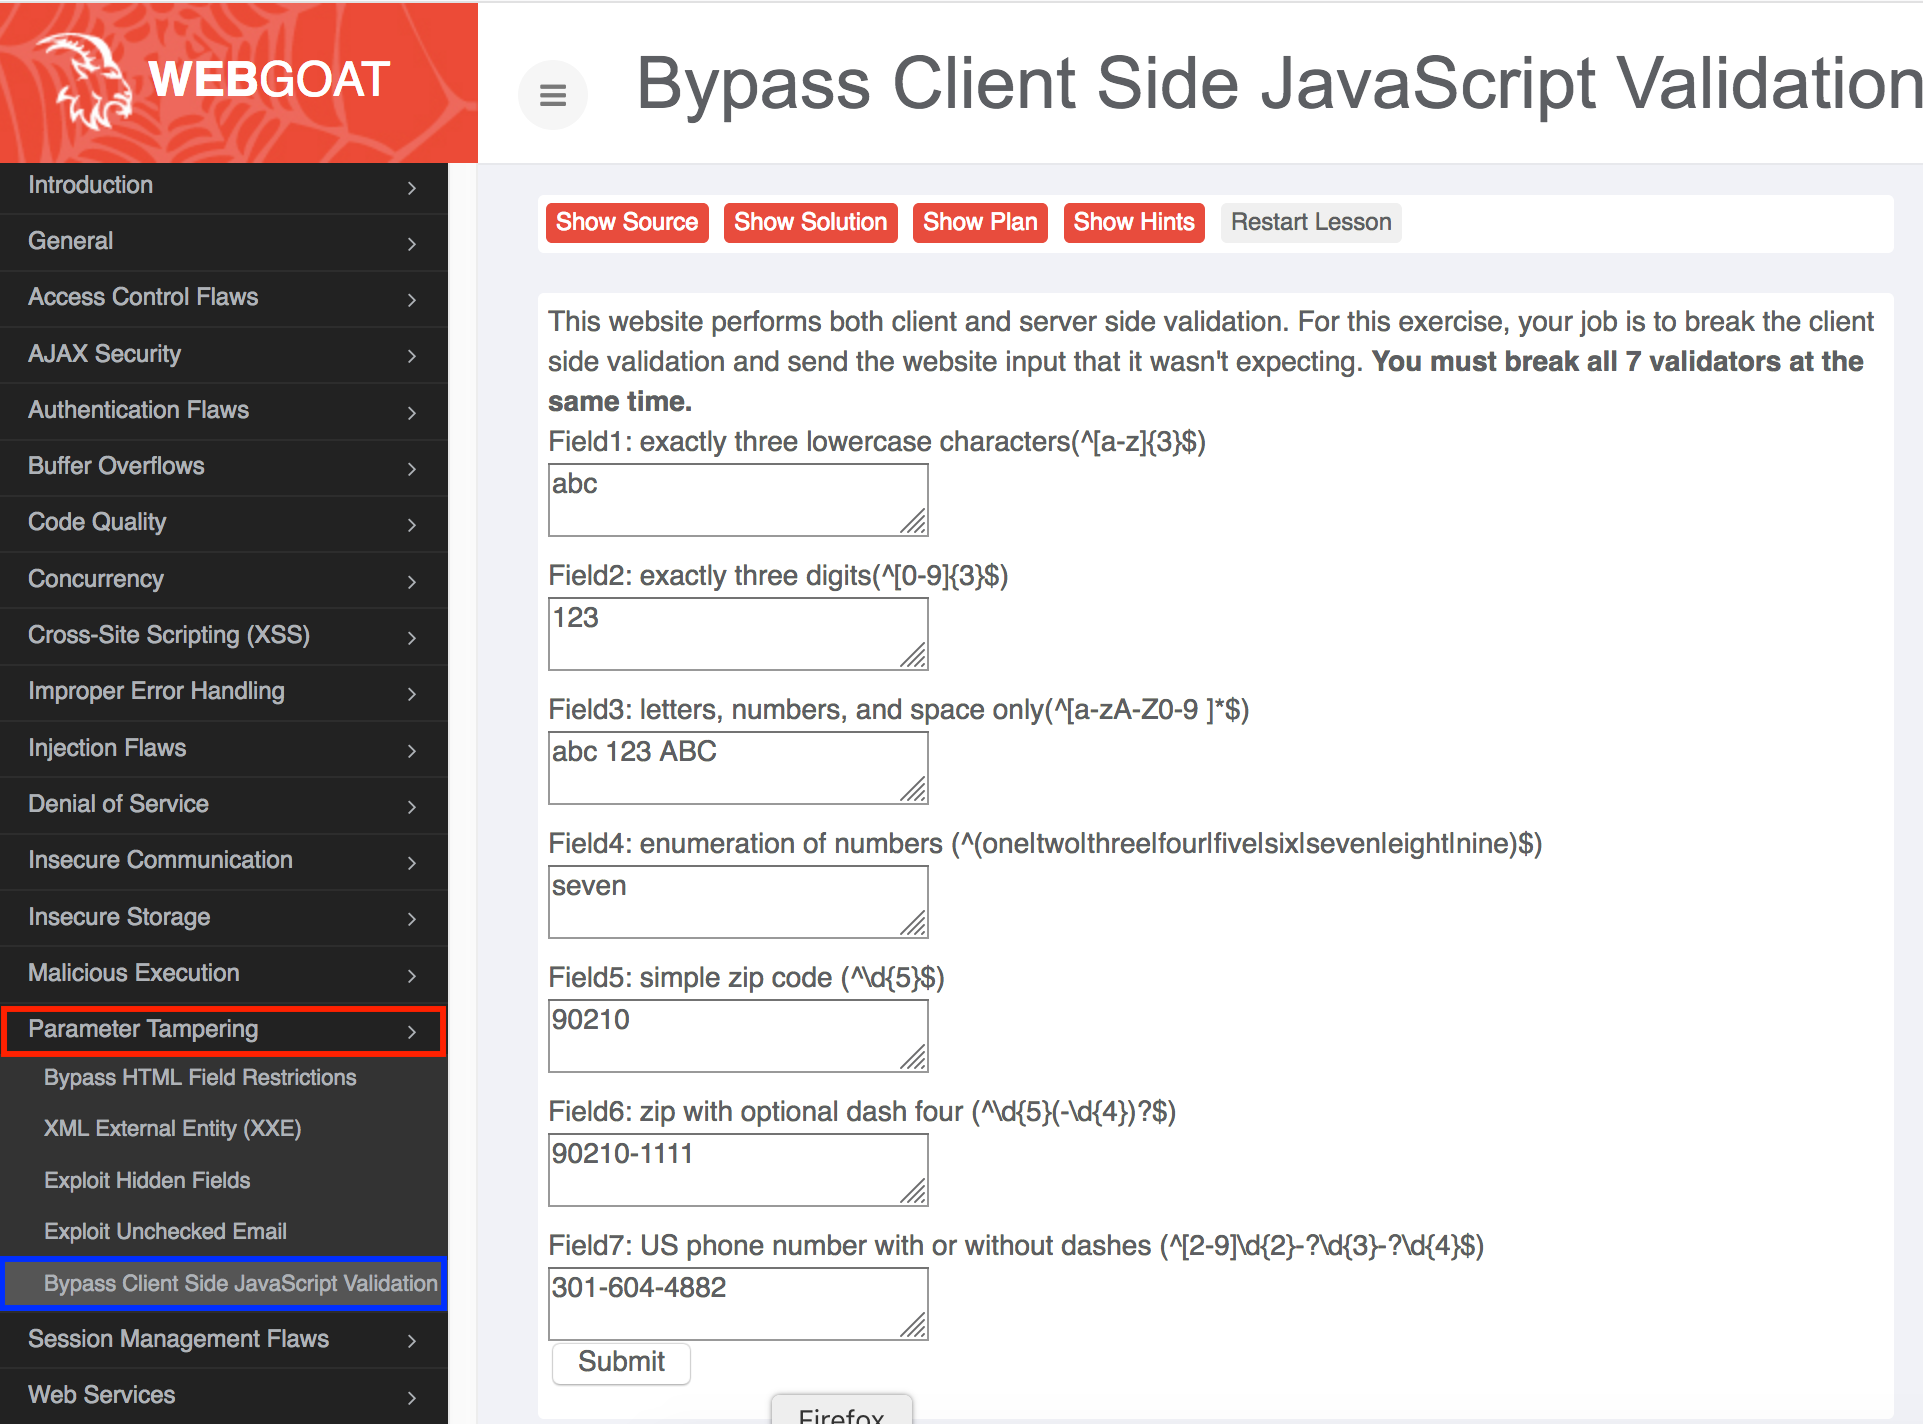 WEBGOAT
Bypass Client Side JavaScript Validation
Introduction
General
Access Control Flaws
AJAX Security
Authentication Flaws
Buffer Overflows
Code Quality
Concurrency
Cross-Site Scripting (XSS)
Improper Error Handling
Injection Flaws
Denial of Service
Insecure Communication
Insecure Storage
Malicious Execution
Parameter Tampering
Bypass HTML Field Restrictions
XML External Entity (XXE)
Exploit Hidden Fields
Exploit Unchecked Email
Bypass Client Side JavaScript Validation
Session Management Flaws
Web Services
Show Source Show Solution Show Plan Show Hints Restart Lesson
This website performs both client and server side validation. For this exercise, your job is to break the client
side validation and send the website input that it wasn't expecting. You must break all 7 validators at the
same time.
Field1: exactly three lowercase characters(^[a-z]{3}$)
abc
Field2: exactly three digits(^[0-9]{3}$)
123
Field3: letters, numbers, and space only(^[a-zA-Z0-9 ]*$)
abc 123 ABC
Field4: enumeration of numbers (^(one|two|three|four|five|six|seven|eight|nine)$)
seven
Field5: simple zip code (^\d{5}$)
90210
Field6: zip with optional dash four (^\d{5}(-\d{4})?$)
90210-1111
Field7: US phone number with or without dashes (^[2-9]\d{2}-?\d{3}-?\d{4}$)
301-604-4882
Submit
Firefox